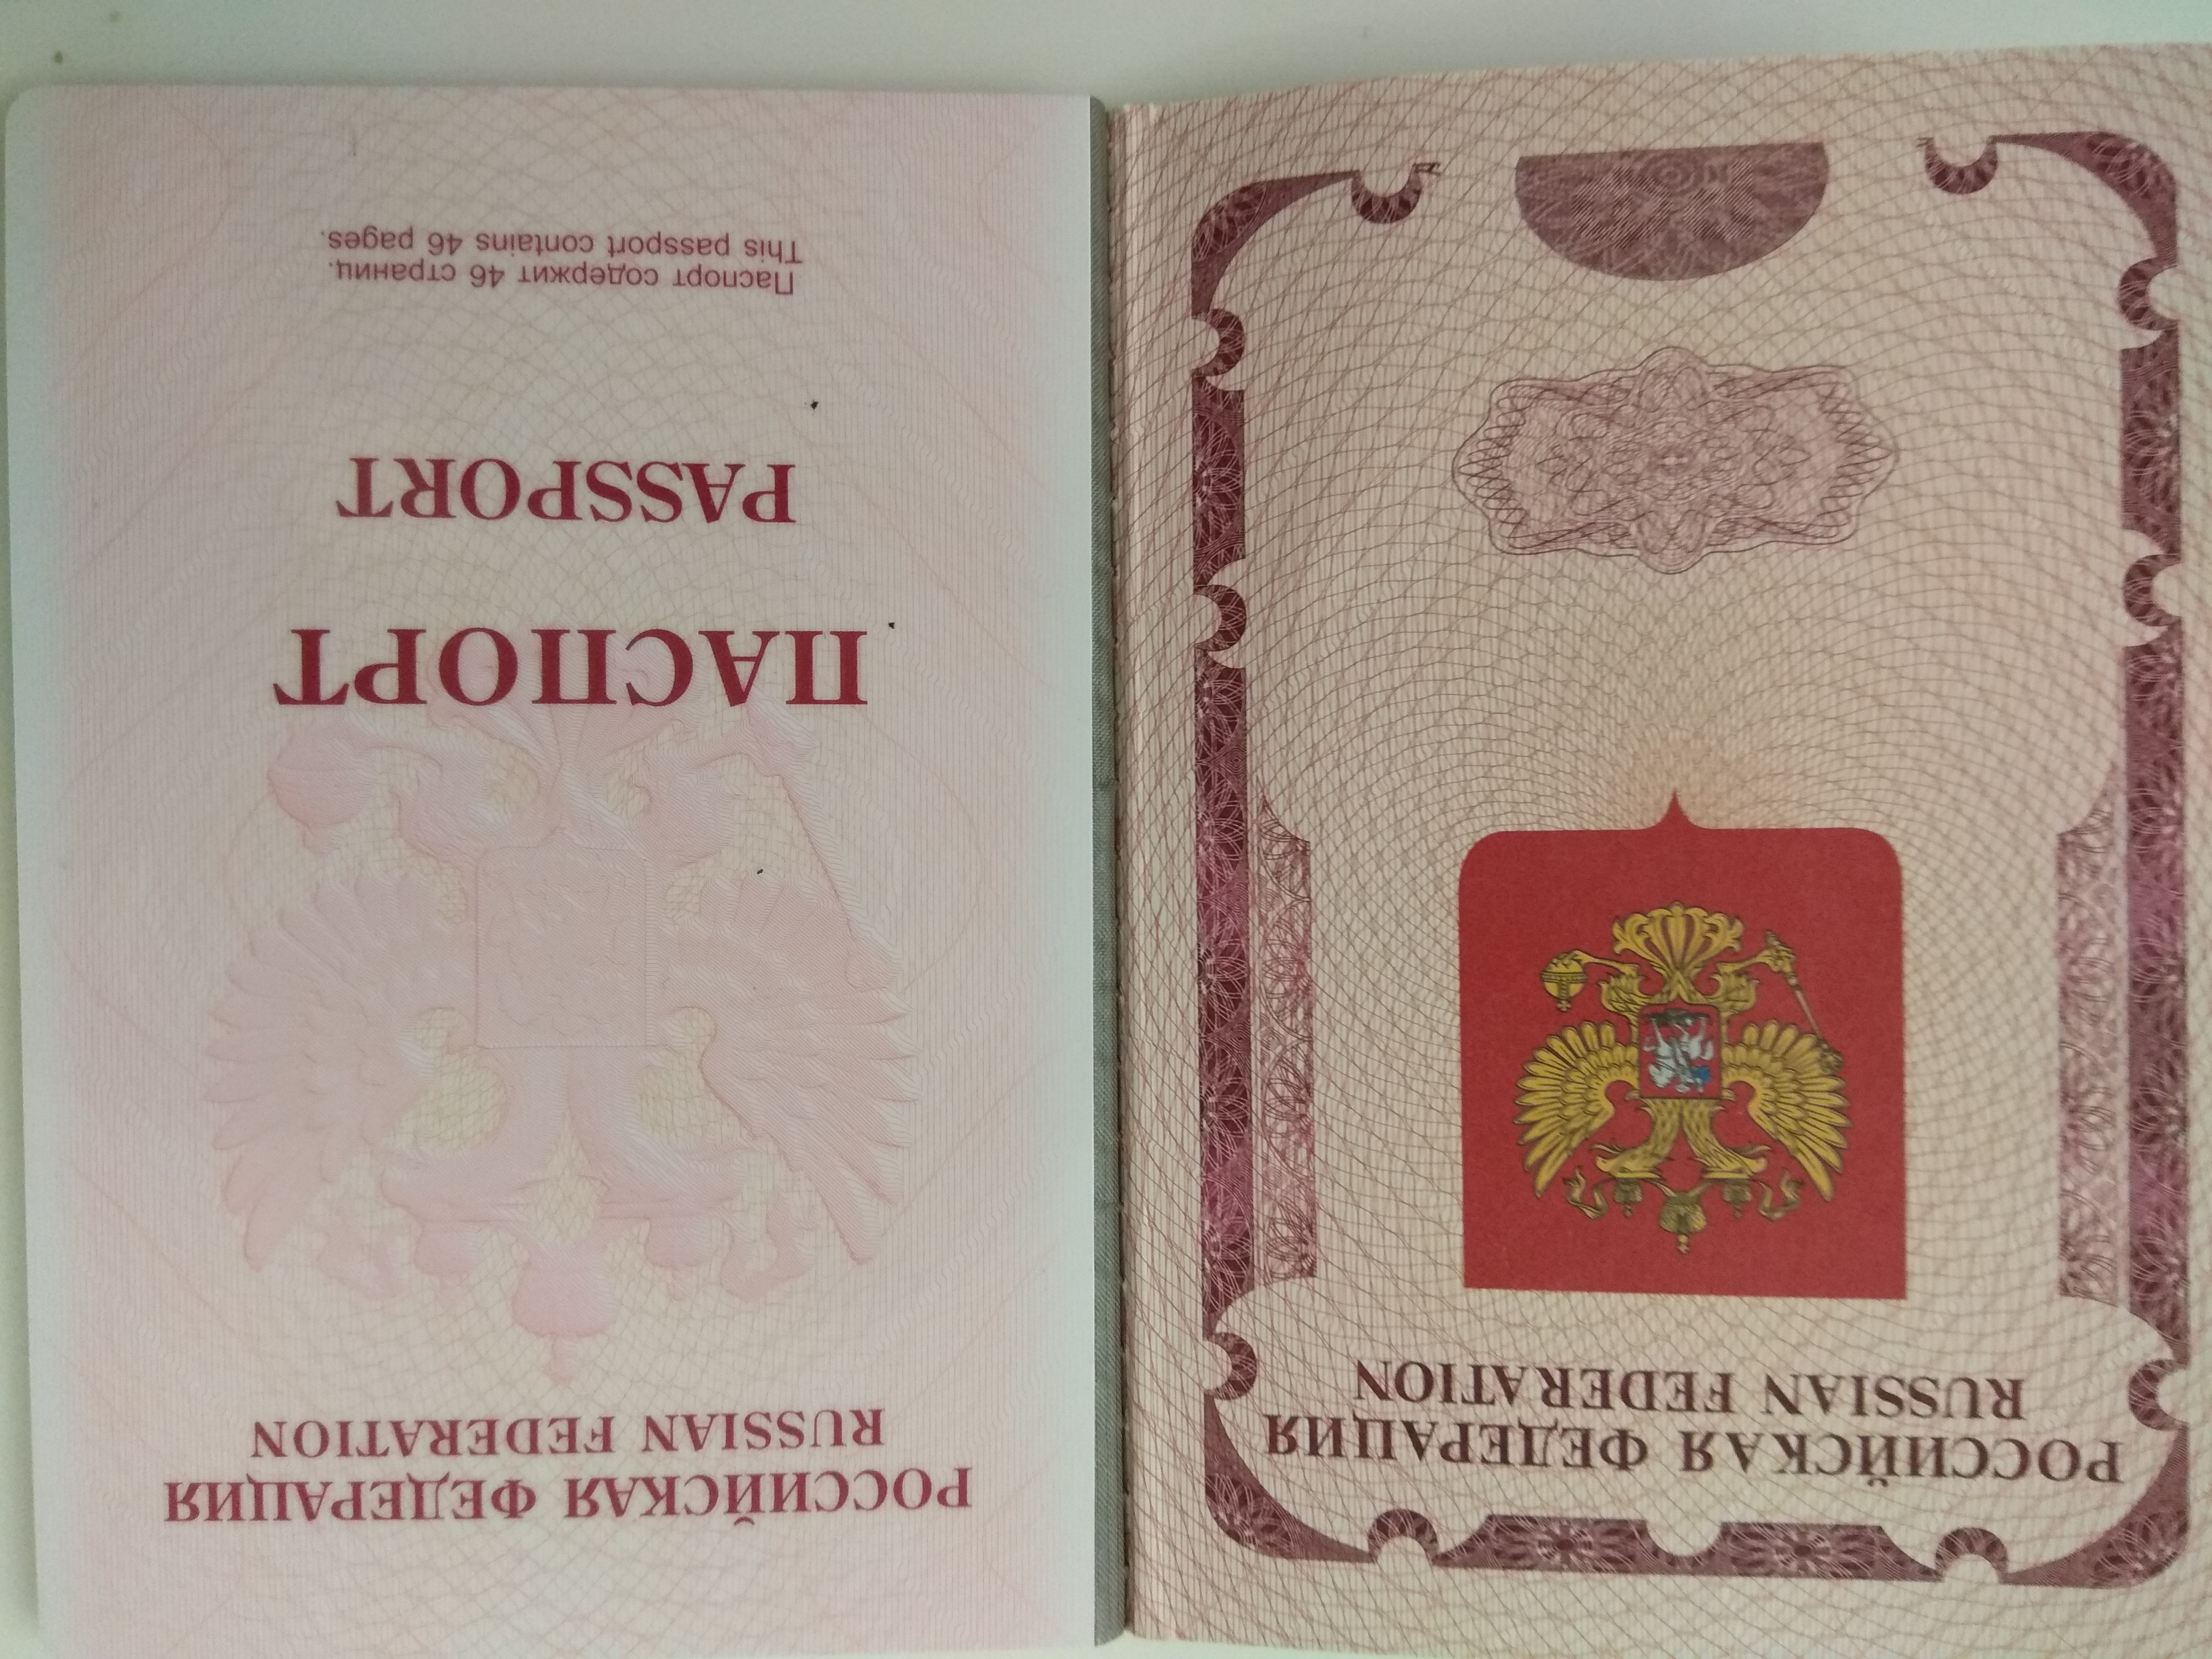 РОССИЙСКАЯ ФЕДЕРАЦИЯ
RUSSIAN FEDERATION
РОССИЙСКАЯ ФЕДЕРАЦИЯ
RUSSIAN FEDERATION
ПАСПОРТ
PASSPORT
Паспорт содержит 46 страниц.
This passport contains 46 pages.